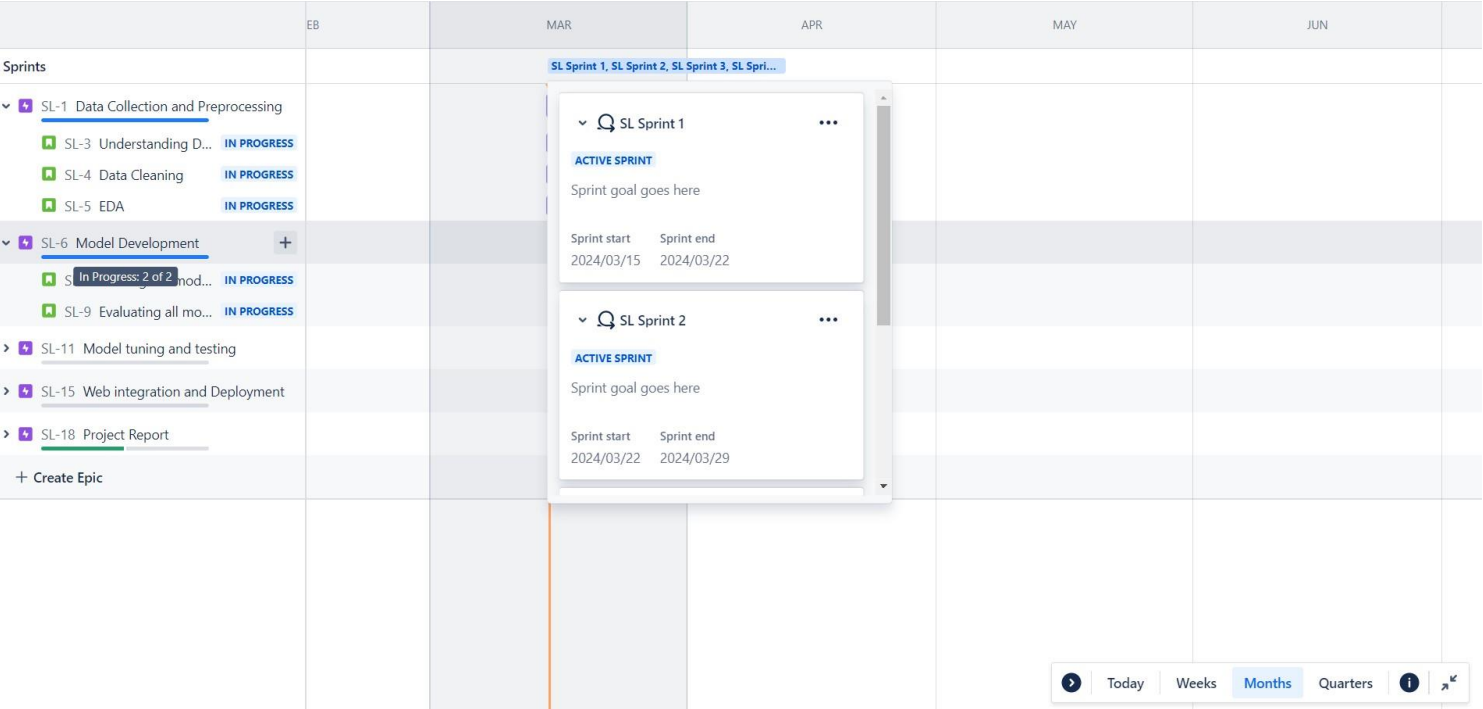 EB MAR APR MAY JUN
Sprints
SL Sprint 1, SL Sprint 2, SL Sprint 3, SL Spri...
SL-1 Data Collection and Preprocessing
SL-3 Understanding D... IN PROGRESS
SL-4 Data Cleaning IN PROGRESS
SL-5 EDA IN PROGRESS
SL-6 Model Development +
In Progress: 2 of 2
mod... IN PROGRESS
SL-9 Evaluating all mo... IN PROGRESS
SL-11 Model tuning and testing
SL-15 Web integration and Deployment
SL-18 Project Report
+ Create Epic
SL Sprint 1 •••
ACTIVE SPRINT
Sprint goal goes here
Sprint start Sprint end
2024/03/15 2024/03/22
SL Sprint 2 •••
ACTIVE SPRINT
Sprint goal goes here
Sprint start Sprint end
2024/03/22 2024/03/29
Today Weeks Months Quarters